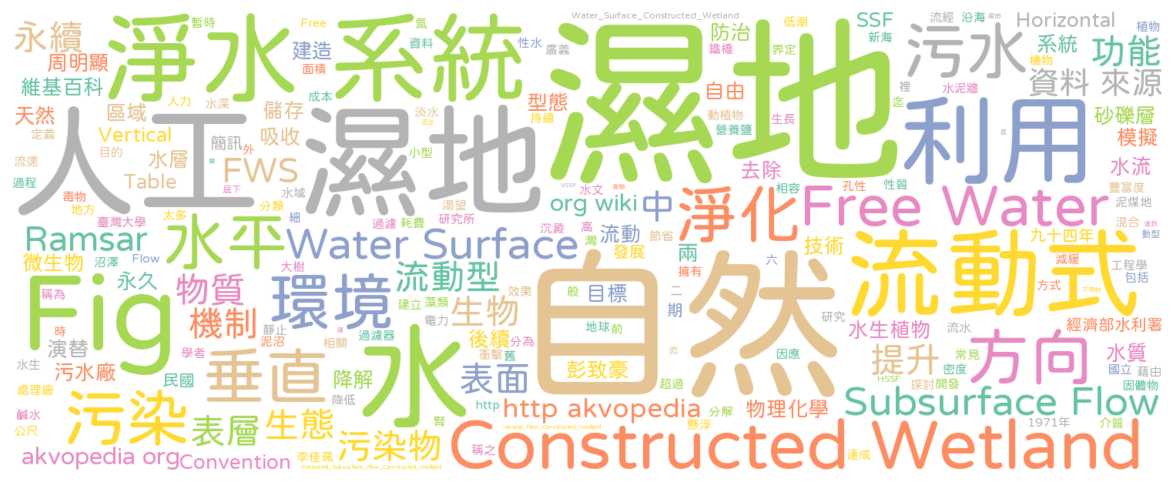 暫時 Free 氮 Water_Surface_Constructed_Wetland 低潮 SSF 流經 沿海
永續 淨水 系統 建造 性水 廣義 濕地 防治 界定 新海 Horizontal 植物
周明顯 資料 面積 鐵橋 污水 系統 功能
維基百科 機物
人力 水深 成本 淡水 自由 裡 水泥牆 資料 來源
天然 區域 儲存 型態 持續 動植物 生長 迄 砂礫層
定義 Vertical 目的 簡訊 外 吸收 營養鹽 利用 模擬
人工 濕地 小型
流速 水層 FWS 去除 水文 相容 孔性 性質 水流
過程 Table 底下 水域 渴望 org wiki 中 淨化 Free Water 豐富度 泥煤地
毒物 地方 分類 太多 過濾 耗費 沉澱 高
臺灣大學 細 研究所 流動 節省 混合 動型
Ramsar 水平 Water Surface 灣 兩 技術 九十四年
微生物 沼澤 Flow 大樹 發展 擁有 流動式 減緩 工程學
永久 流動型 六 方式 包括
Fig 物質 環境 建立 藻類 效果 般 目標 二 自然
稱為 機制 電力 生物 地球 前 期 研究 流水 經濟部水利署
時 靜止 過濾器 後續 分為 水生植物
演替 泥沼 相關 衝擊 舊 因應 常見 方向 水質
水生 學者 垂直 水 彭致豪 流 提升 密度 國立 藉由
污水廠 民國 降解 表面 超過 HSSF 探討 開發 固體物
處理廠 降低 http http akvopedia 分解 物理化學 Subsurface Flow
鹹水 污染 表層 生態 腎 懸浮 1971年 介質
公尺 污染物 Vertical_Flow_Constructed_Wetland
akvopedia org Convention 李佳珮 稱之 Constructed Wetland 達成
Horizontal_Subsurface_Flow_Constructed_Wetland